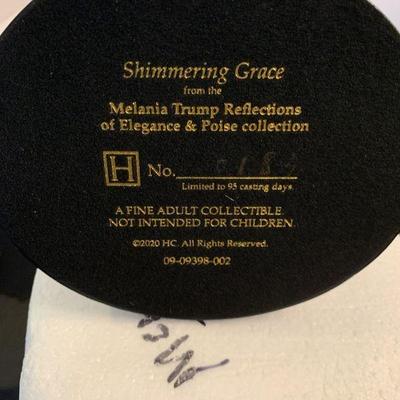 Shimmering Grace
from the
Melania Trump Reflections
of Elegance & Poise collection
H No.
Limited to 95 casting days.
A FINE ADULT COLLECTIBLE.
NOT INTENDED FOR CHILDREN.
©2020 HC. All Rights Reserved.
09-09398-002